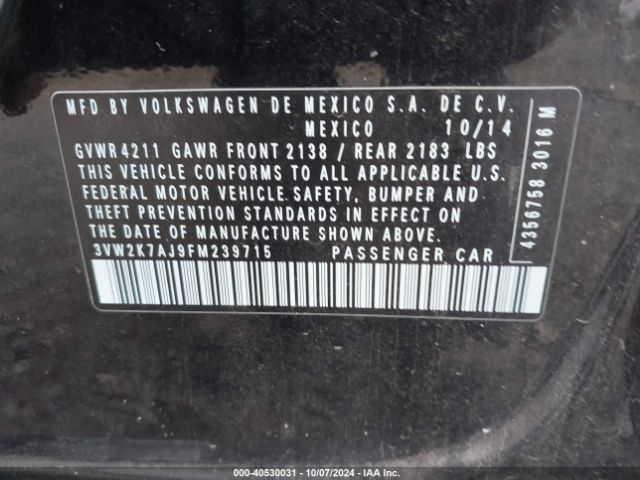 MFD BY VOLKSWAGEN DE MEXICO S.A. DE C.V.
MEXICO 10/14
GVWR 4211 GAWR FRONT 2138 / REAR 2183 LBS
THIS VEHICLE CONFORMS TO ALL APPLICABLE U.S.
FEDERAL MOTOR VEHICLE SAFETY, BUMPER AND
THEFT PREVENTION STANDARDS IN EFFECT ON
THE DATE OF MANUFACTURE SHOWN ABOVE.
3VW2K7AJ9FM239715 PASSENGER CAR
4356758 3016 M
000-40530031 - 10/07/2024 - IAA Inc.